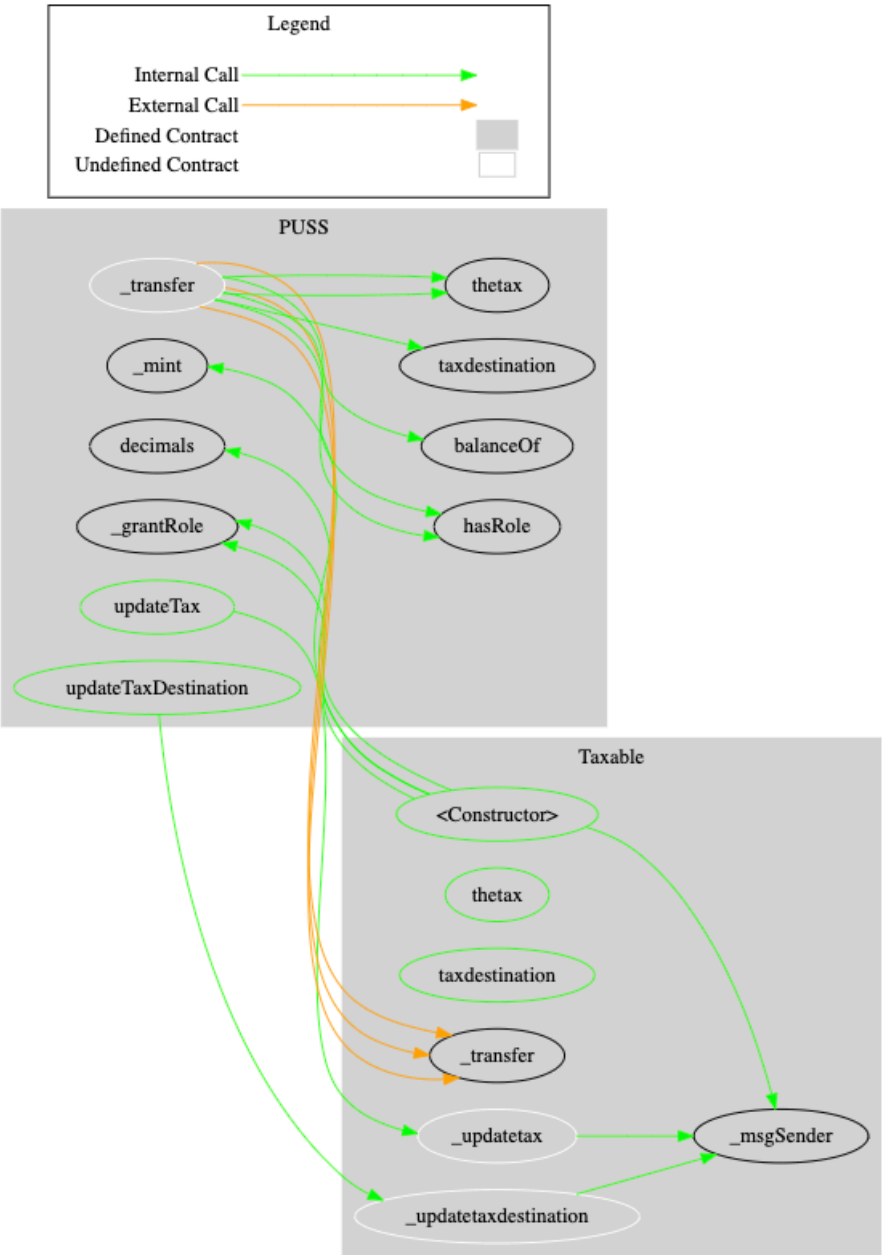 Legend
Internal Call
External Call
Defined Contract
Undefined Contract
PUSS
_transfer
thetax
_mint
taxdestination
decimals
balanceOf
_grantRole
hasRole
updateTax
updateTaxDestination
Taxable
<Constructor>
thetax
taxdestination
_transfer
_updatetax
_msgSender
_updatetaxdestination